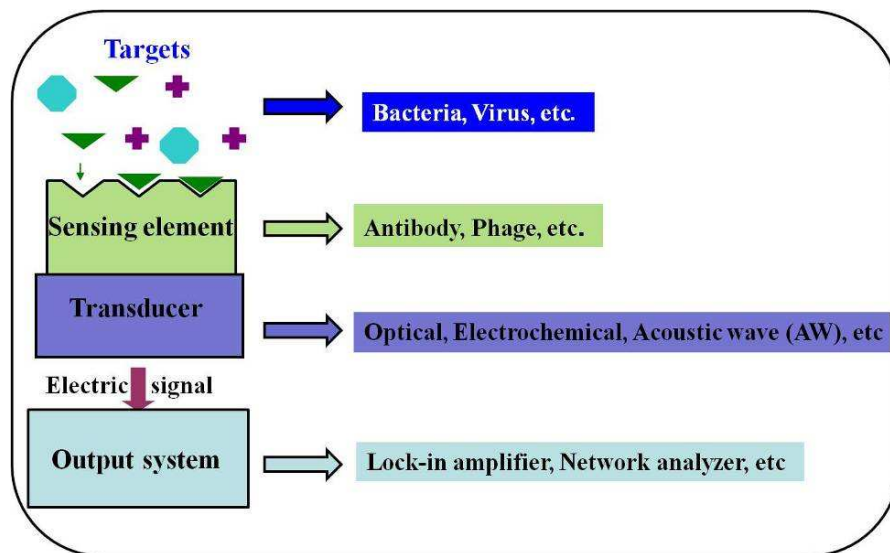 Targets
Bacteria, Virus, etc.
Sensing element
Antibody, Phage, etc.
Transducer
Optical, Electrochemical, Acoustic wave (AW), etc
Electric signal
Output system
Lock-in amplifier, Network analyzer, etc